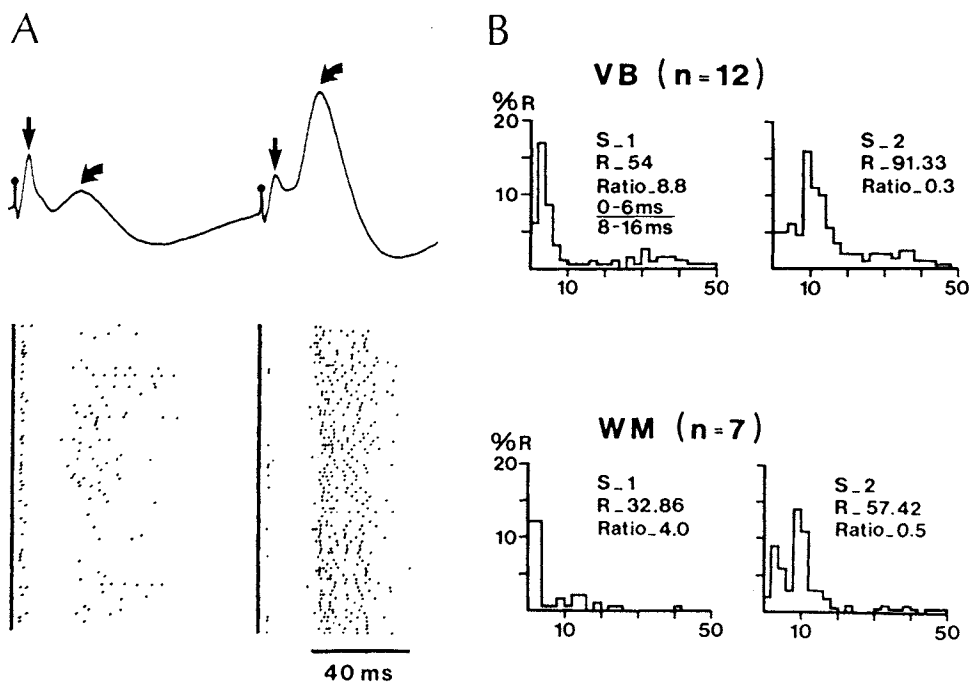 A
B
VB (n=12)
%R
20
10
S_1
R_54
Ratio_8.8
0-6ms
8-16ms
10
50
S_2
R_91.33
Ratio_0.3
10
50
WM (n=7)
%R
20
10
S_1
R_32.86
Ratio_4.0
10
50
S_2
R_57.42
Ratio_0.5
10
50
40 ms